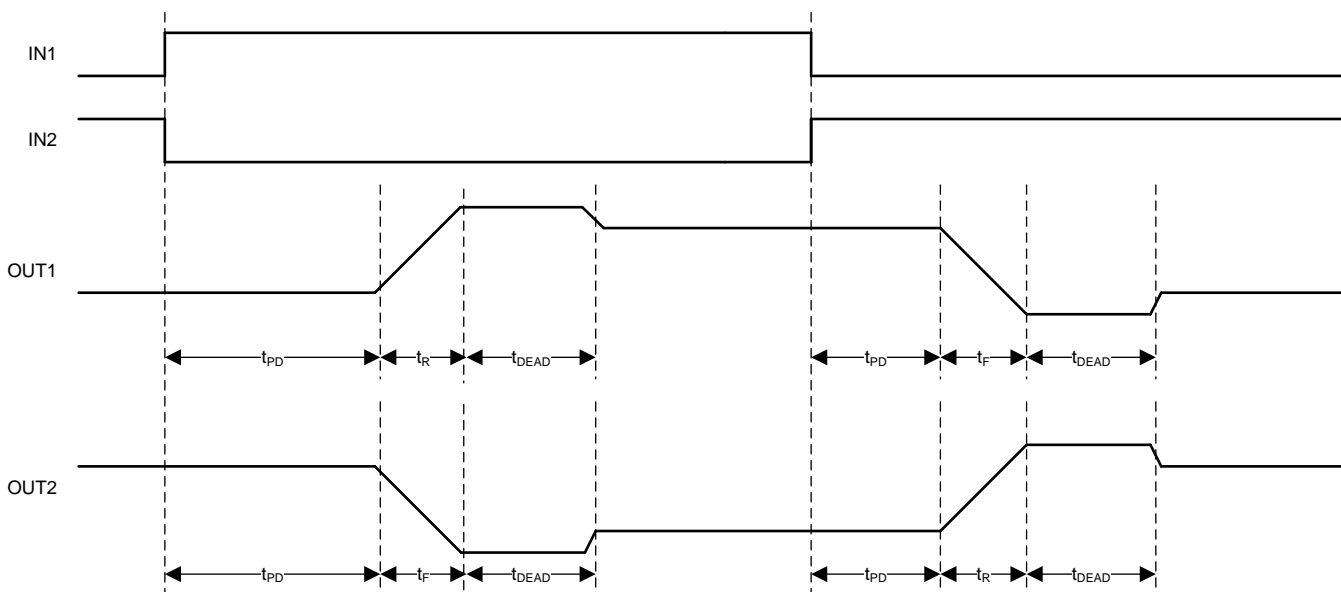 IN1
IN2
OUT1
tPD tR tDEAD tPD tF tDEAD
OUT2
tPD tF tDEAD tPD tR tDEAD